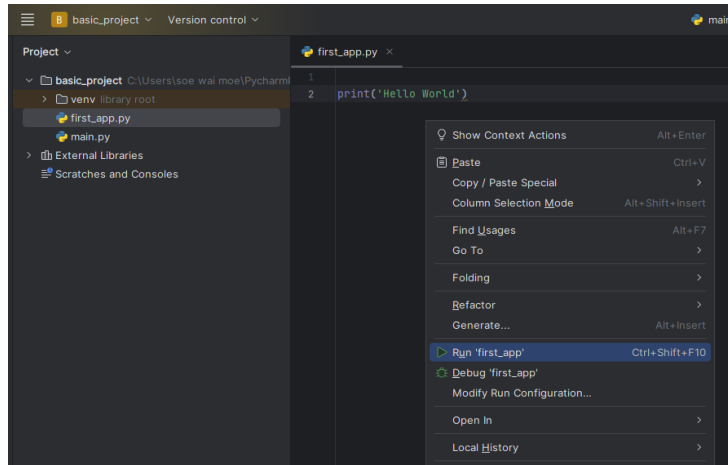 B basic_project Version control
main
Project
first_app.py
basic_project C:\Users\soe wai moe\Pycharm
venv library root
first_app.py
main.py
External Libraries
Scratches and Consoles
1
2 print('Hello World')
Show Context Actions Alt+Enter
Paste Ctrl+V
Copy / Paste Special
Column Selection Mode Alt+Shift+Insert
Find Usages Alt+F7
Go To
Folding
Refactor
Generate... Alt+Insert
Run 'first_app' Ctrl+Shift+F10
Debug 'first_app'
Modify Run Configuration...
Open In
Local History